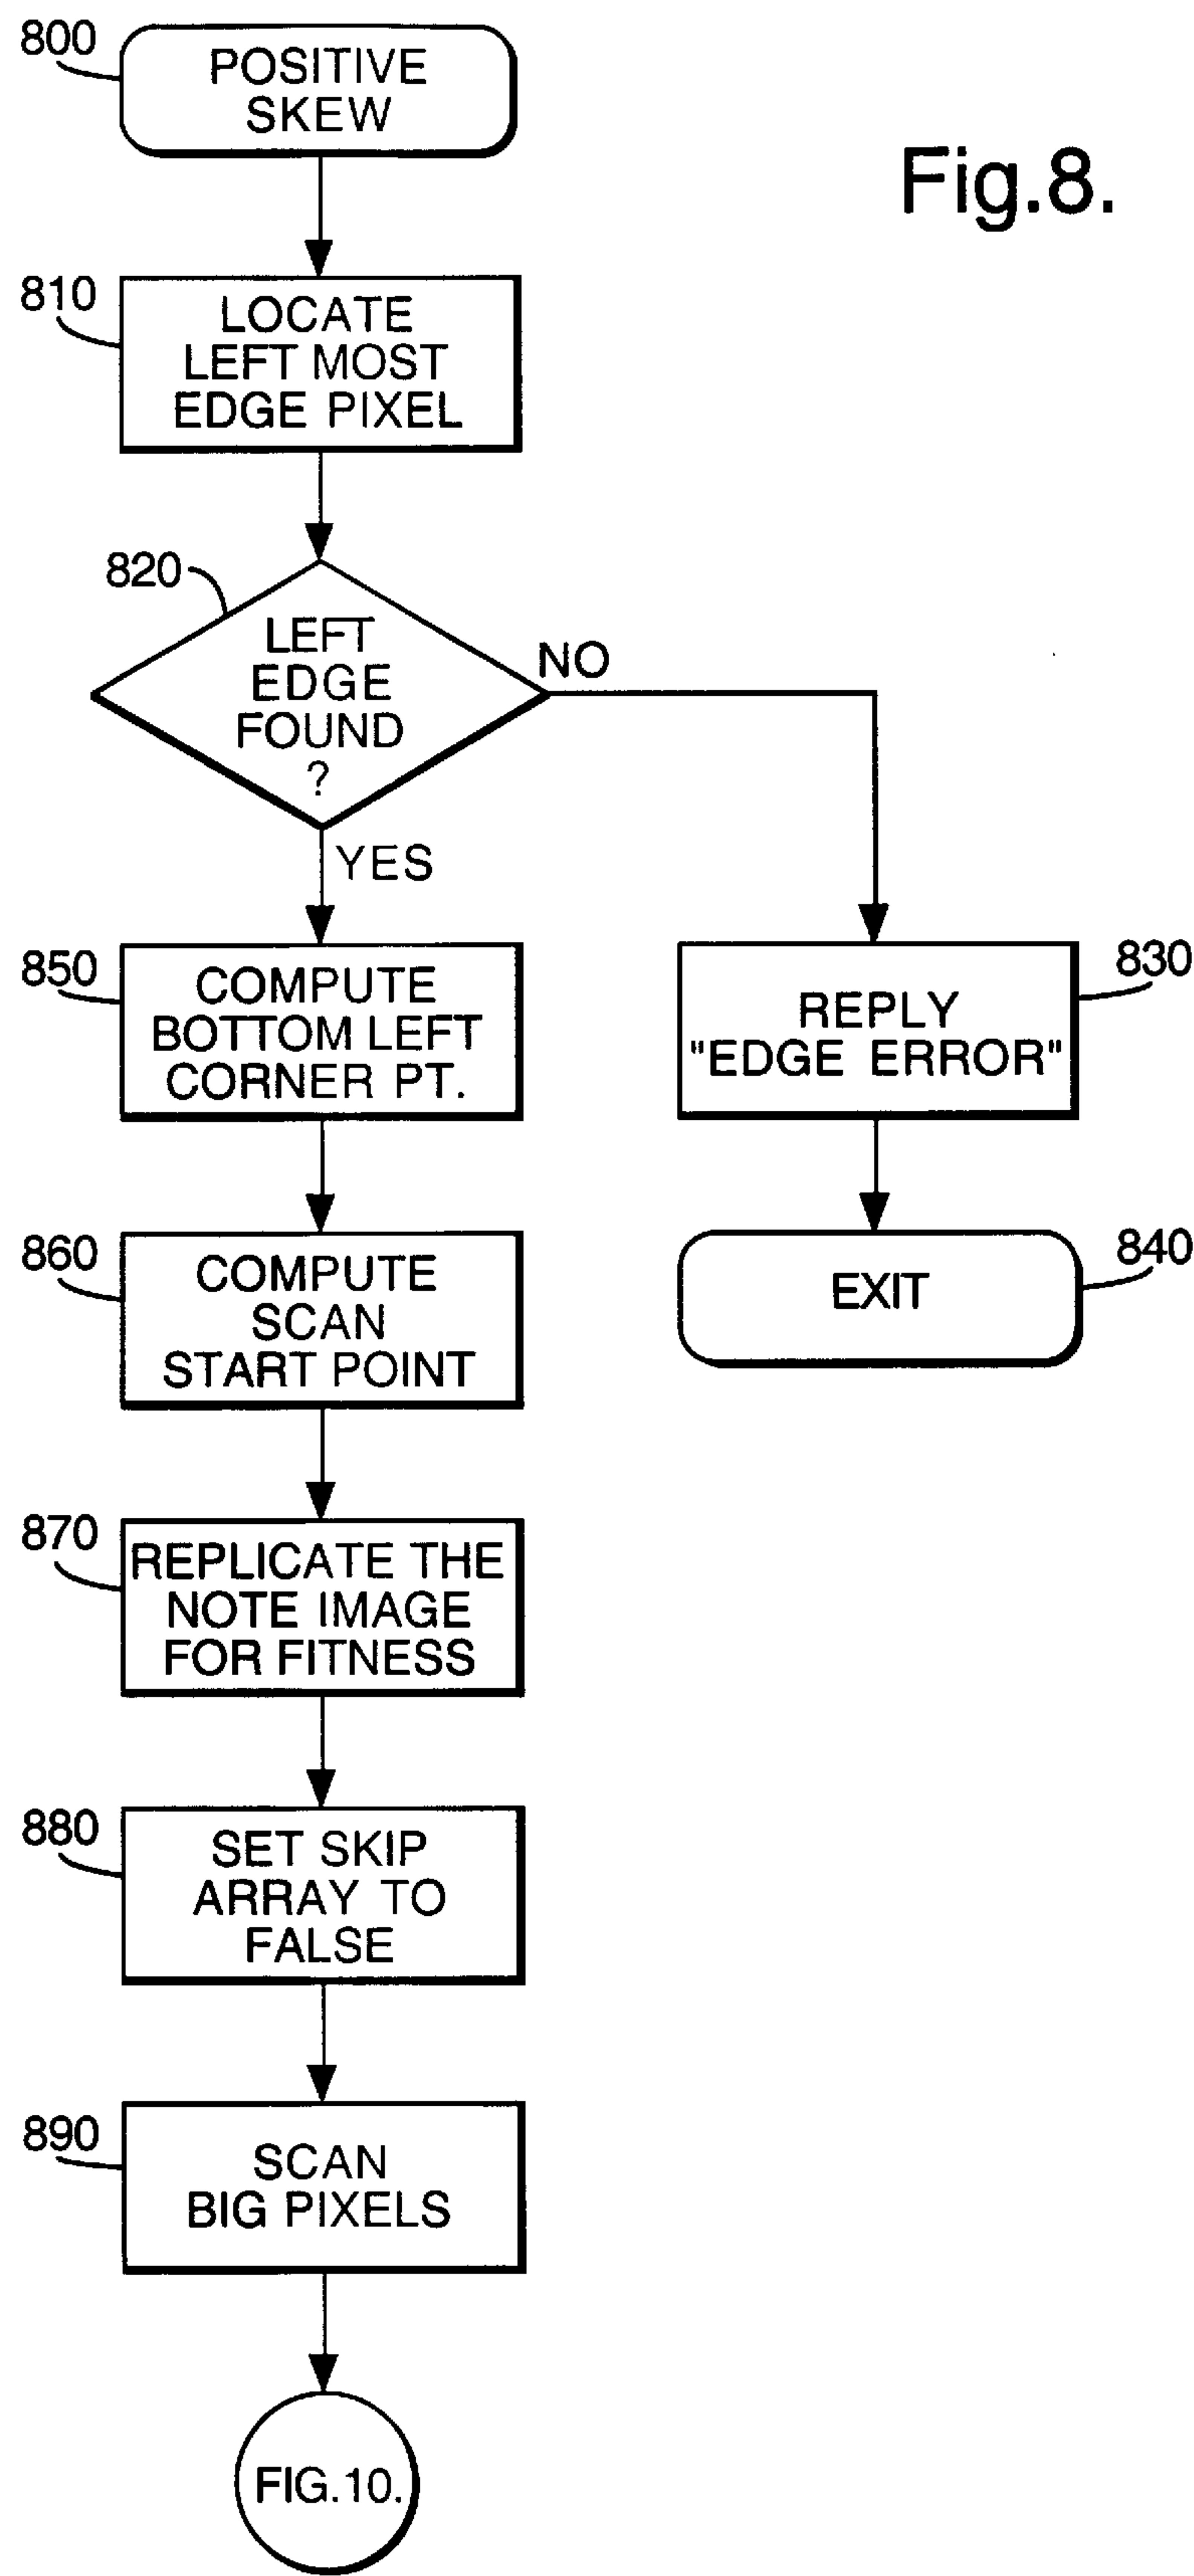 800
POSITIVE
SKEW
Fig.8.
810
LOCATE
LEFT MOST
EDGE PIXEL
820
LEFT
EDGE
FOUND
?
NO
YES
850
COMPUTE
BOTTOM LEFT
CORNER PT.
830
REPLY
"EDGE ERROR"
860
COMPUTE
SCAN
START POINT
840
EXIT
870
REPLICATE THE
NOTE IMAGE
FOR FITNESS
880
SET SKIP
ARRAY TO
FALSE
890
SCAN
BIG PIXELS
FIG.10.